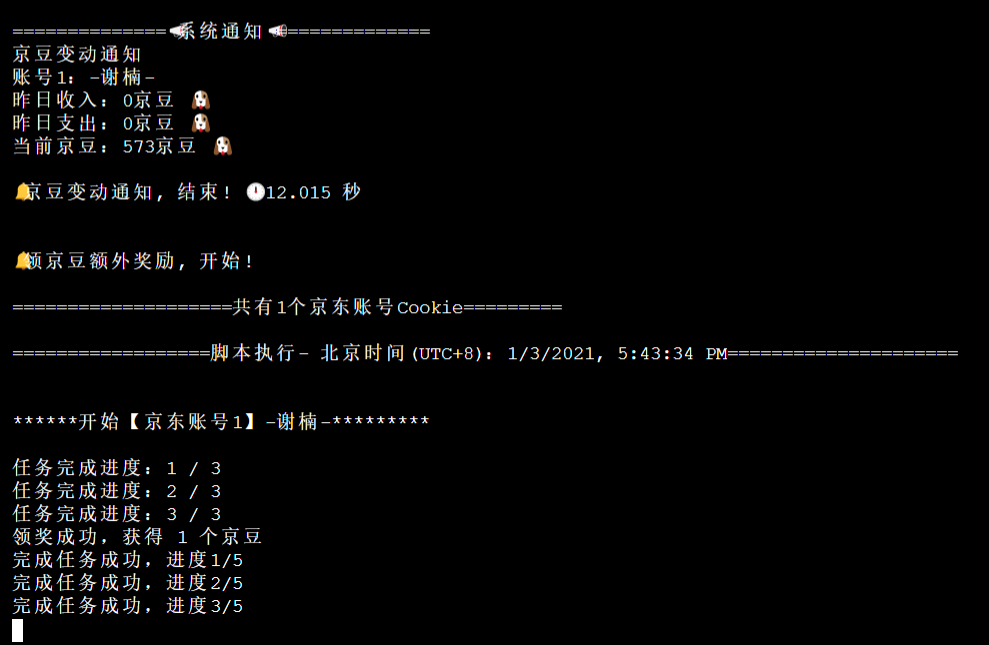 ==============📣系统通知📣=============
京豆变动通知
账号1：-谢楠-
昨日收入：0京豆 🐶
昨日支出：0京豆 🐶
当前京豆：573京豆 🐶
🔔京豆变动通知, 结束! 🕛12.015 秒
🔔领京豆额外奖励, 开始!
====================共有1个京东账号Cookie=========
==================脚本执行- 北京时间(UTC+8)：1/3/2021, 5:43:34 PM=====================
******开始【京东账号1】-谢楠-*********
任务完成进度：1 / 3
任务完成进度：2 / 3
任务完成进度：3 / 3
领奖成功，获得 1 个京豆
完成任务成功，进度1/5
完成任务成功，进度2/5
完成任务成功，进度3/5